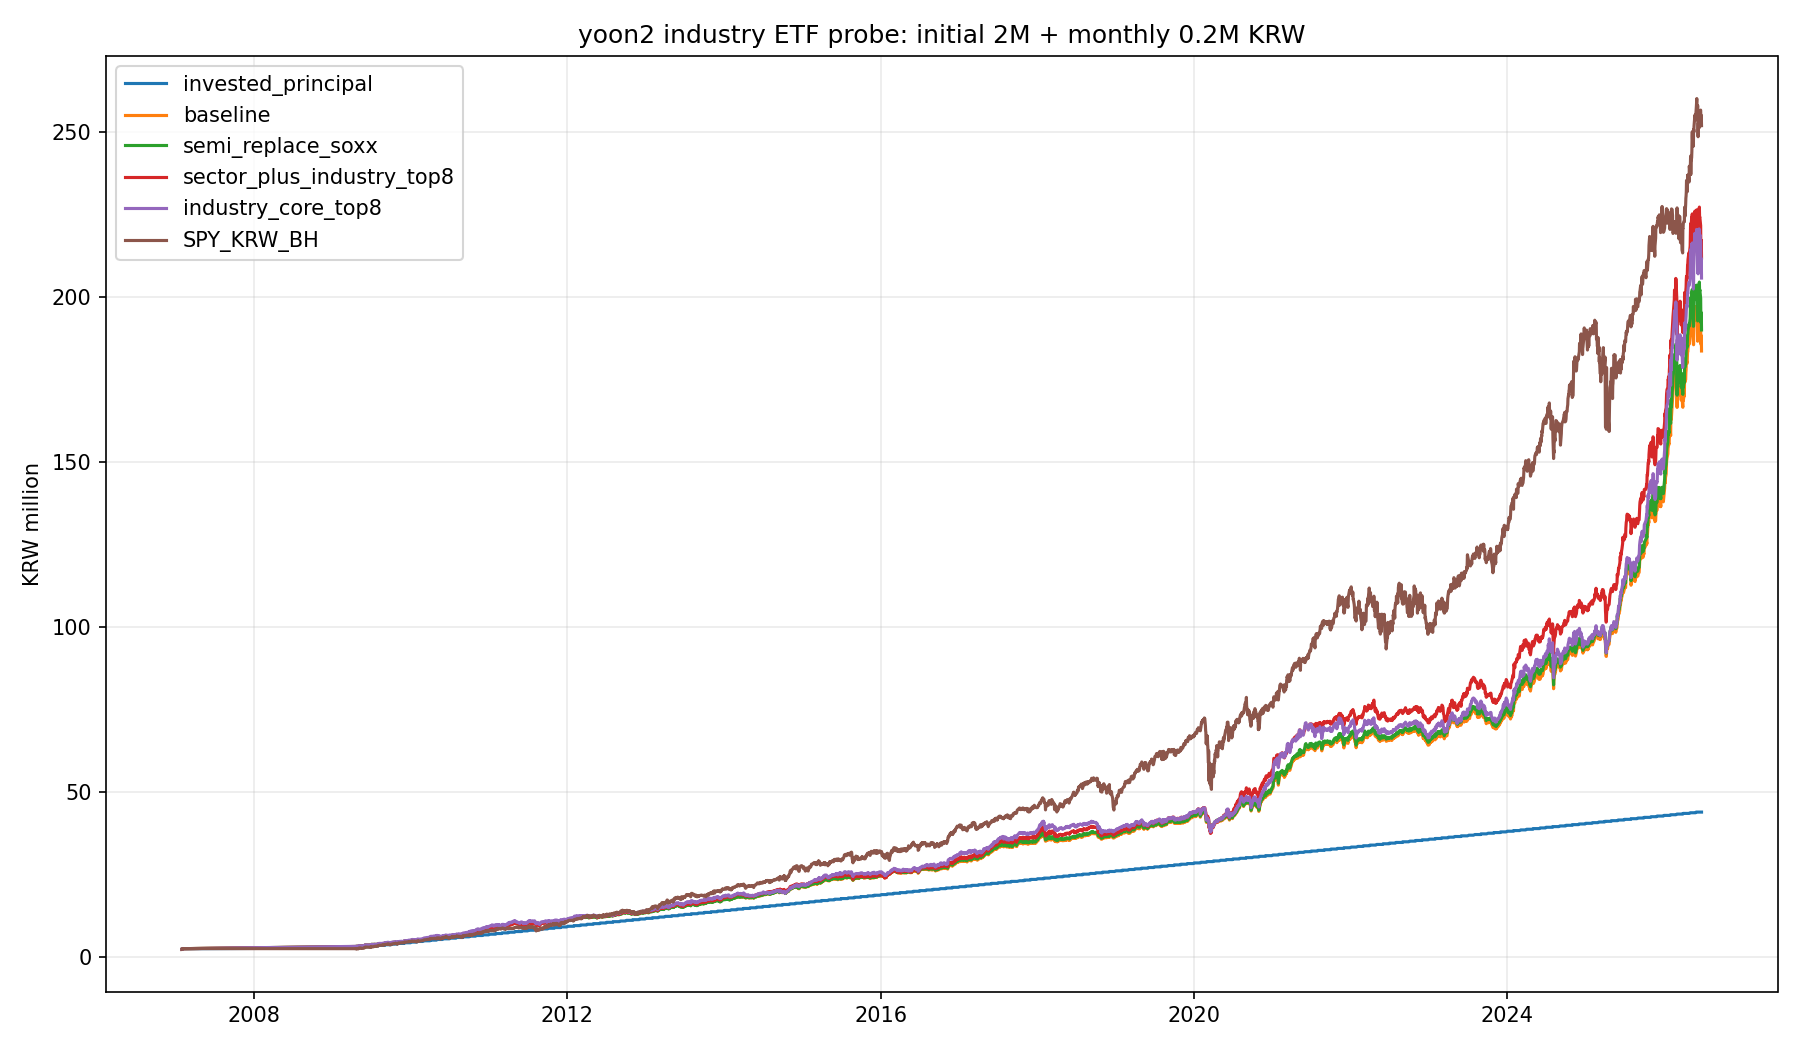 yoon2 industry ETF probe: initial 2M + monthly 0.2M KRW
invested_principal
baseline
semi_replace_soxx
sector_plus_industry_top8
industry_core_top8
SPY_KRW_BH
KRW million
250
200
150
100
50
0
2008
2012
2016
2020
2024